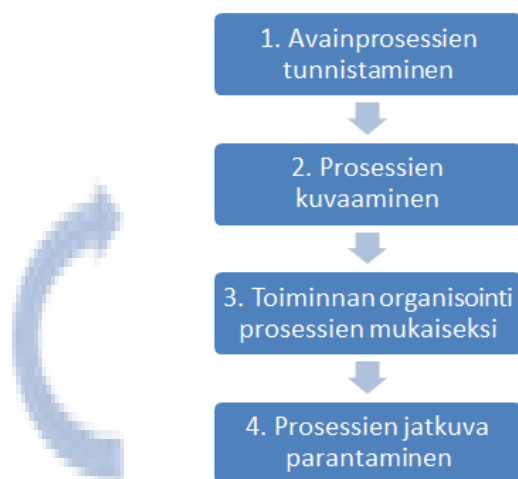 1. Avainprosessien
tunnistaminen
2. Prosessien
kuvaaminen
3. Toiminnan organisointi
prosessien mukaiseksi
4. Prosessien jatkuva
parantaminen